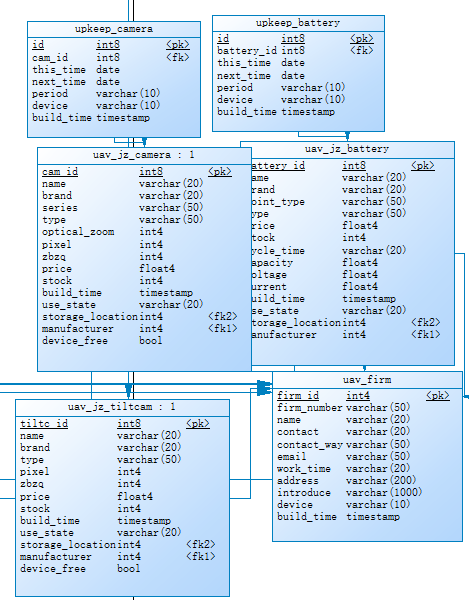 upkeep_camera
id int8 <pk>
cam_id int8 <fk>
this_time date
next_time date
period varchar(10)
device varchar(10)
build_time timestamp
upkeep_battery
id int8 <pk>
battery_id int8 <fk>
this_time date
next_time date
period varchar(10)
device varchar(10)
build_time timestamp
uav_jz_camera : 1
cam_id int8 <pk>
name varchar(20)
brand varchar(20)
series varchar(50)
type varchar(50)
optical_zoom int4
pixel int4
zbzq int4
price float4
stock int4
build_time timestamp
use_state varchar(20)
storage_location int4 <fk2>
manufacturer int4 <fk1>
device_free bool
uav_jz_battery
attery_id int8 <pk>
ame varchar(20)
rand varchar(20)
oint_type varchar(50)
ype varchar(50)
rice float4
tock int4
ycle_time varchar(20)
apacity float4
oltage float4
urrent float4
uild_time timestamp
se_state varchar(20)
torage_location int4 <fk2>
anufacturer int4 <fk1>
uav_jz_tiltcam : 1
tiltc_id int8 <pk>
name varchar(20)
brand varchar(20)
type varchar(50)
pixel int4
zbzq int4
price float4
stock int4
build_time timestamp
use_state varchar(20)
storage_location int4 <fk2>
manufacturer int4 <fk1>
device_free bool
uav_firm
firm_id int4 <pk>
firm_number varchar(50)
name varchar(20)
contact varchar(20)
contact_way varchar(50)
email varchar(50)
work_time varchar(20)
address varchar(200)
introduce varchar(1000)
device varchar(10)
build_time timestamp